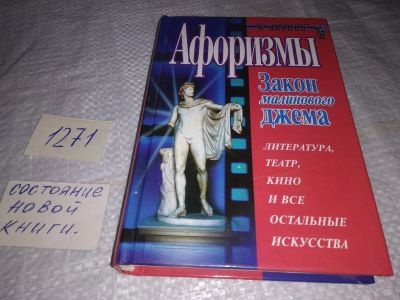 Афоризмы
Закон
малинового
джема
ЛИТЕРАТУРА,
ТЕАТР,
КИНО
И ВСЕ
ОСТАЛЬНЫЕ
ИСКУССТВА
1271
состояние
новой
книги.